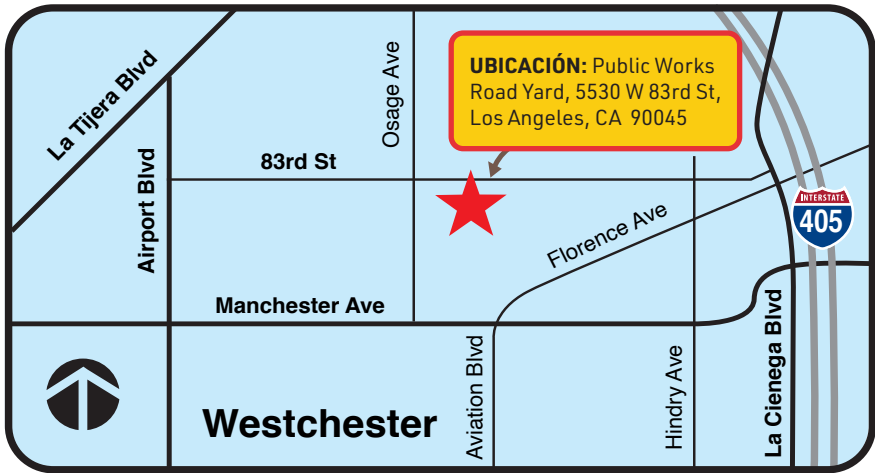 La Tijera Blvd
Airport Blvd
Osage Ave
UBICACIÓN: Public Works
Road Yard, 5530 W 83rd St,
Los Angeles, CA 90045
83rd St
Florence Ave
INTERSTATE
405
Manchester Ave
Westchester
Aviation Blvd
Hindry Ave
La Cienega Blvd